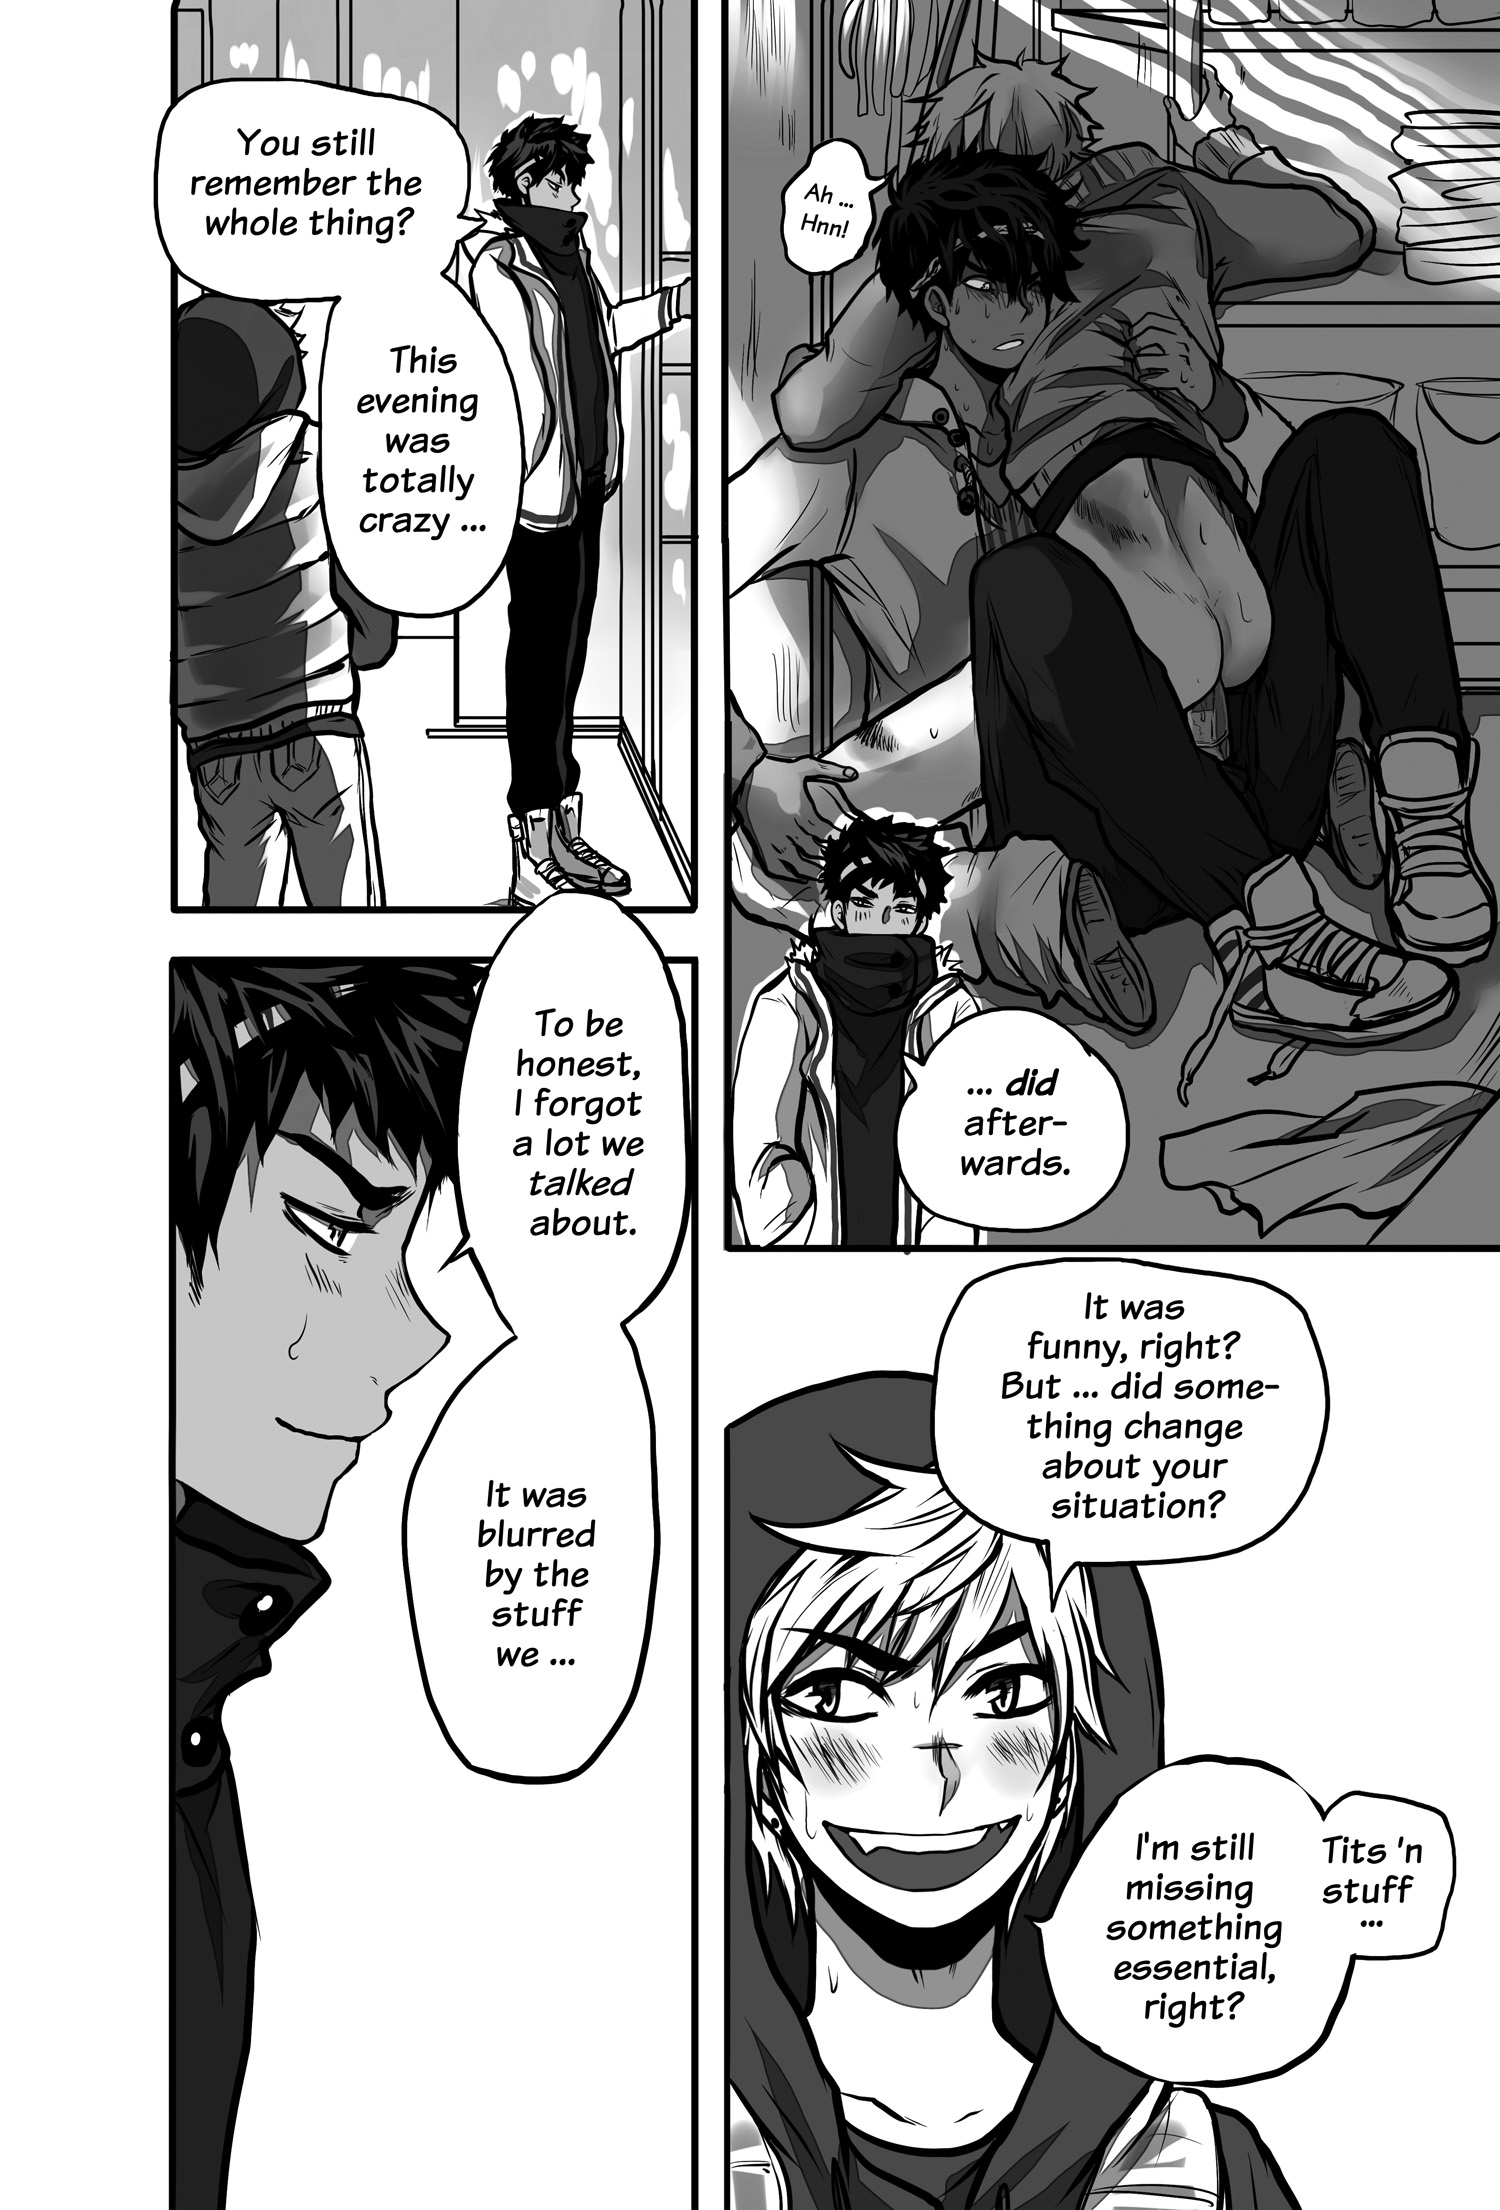 You still
remember the
whole thing?
This
evening
was
totally
crazy ...
To be
honest,
I forgot
a lot we
talked
about.
It was
blurred
by the
stuff
we ...
Ah ...
Hnn!
... did
after-
wards.
It was
funny, right?
But ... did some-
thing change
about your
situation?
I'm still
missing
something
essential,
right?
Tits 'n
stuff
...